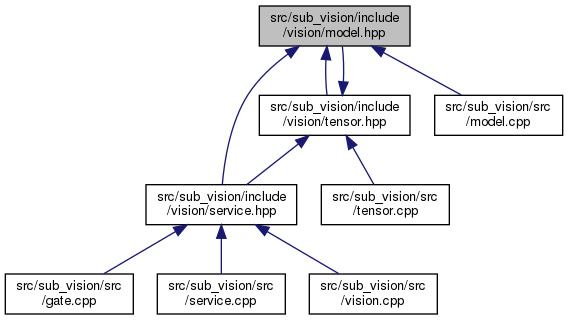 src/sub_vision/include
/vision/model.hpp
src/sub_vision/include
/vision/tensor.hpp
src/sub_vision/src
/model.cpp
src/sub_vision/include
/vision/service.hpp
src/sub_vision/src
/tensor.cpp
src/sub_vision/src
/gate.cpp
src/sub_vision/src
/service.cpp
src/sub_vision/src
/vision.cpp